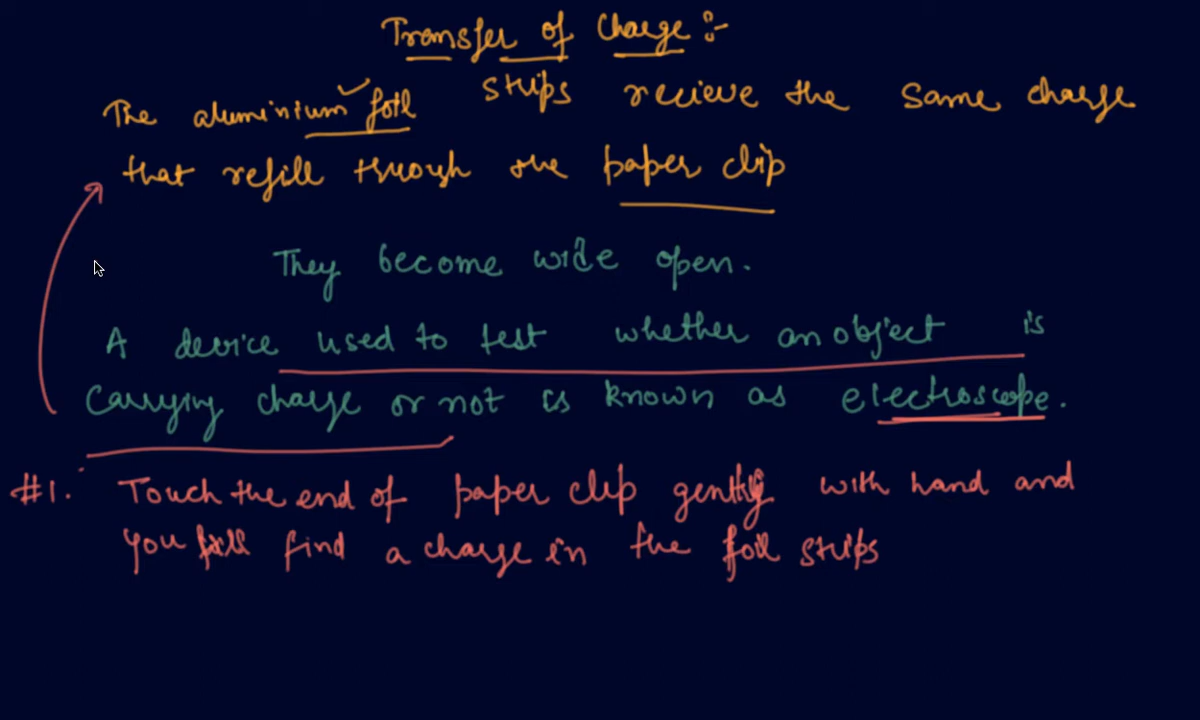 Transfer of Charge :-
The aluminium foil strips recieve the same charge
that refill through the paper clip
They become wide open.
A device used to test whether an object is
carrying charge or not is known as electroscope.
#1. Touch the end of paper clip gently with hand and
you find a charge in the foil strips